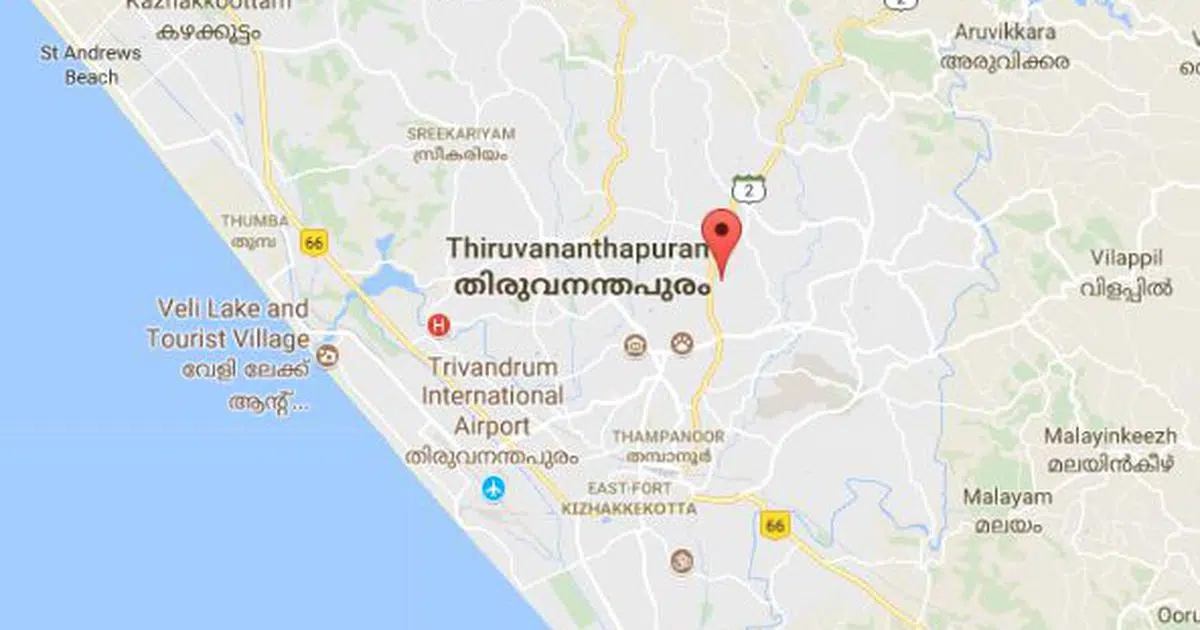 Kazhakkoottam
കഴക്കൂട്ടം
St Andrews
Beach
2
Aruvikkara
അരുവിക്കര
SREEKARIYAM
ശ്രീകരിയം
2
THUMBA
തുമ്പ
66
Thiruvananthapuram
തിരുവനന്തപുരം
Vilappil
വിളപ്പിൽ
Veli Lake and
Tourist Village
വേളി ലേക്ക്
ആന്റ്...
H
Trivandrum
International
Airport
തിരുവനന്തപുരം
THAMPANOOR
തമ്പാനൂർ
EAST-FORT
KIZHAKKEKOTTA
66
Malayinkeezh
മലയിൻകീഴ്
Malayam
മലയം